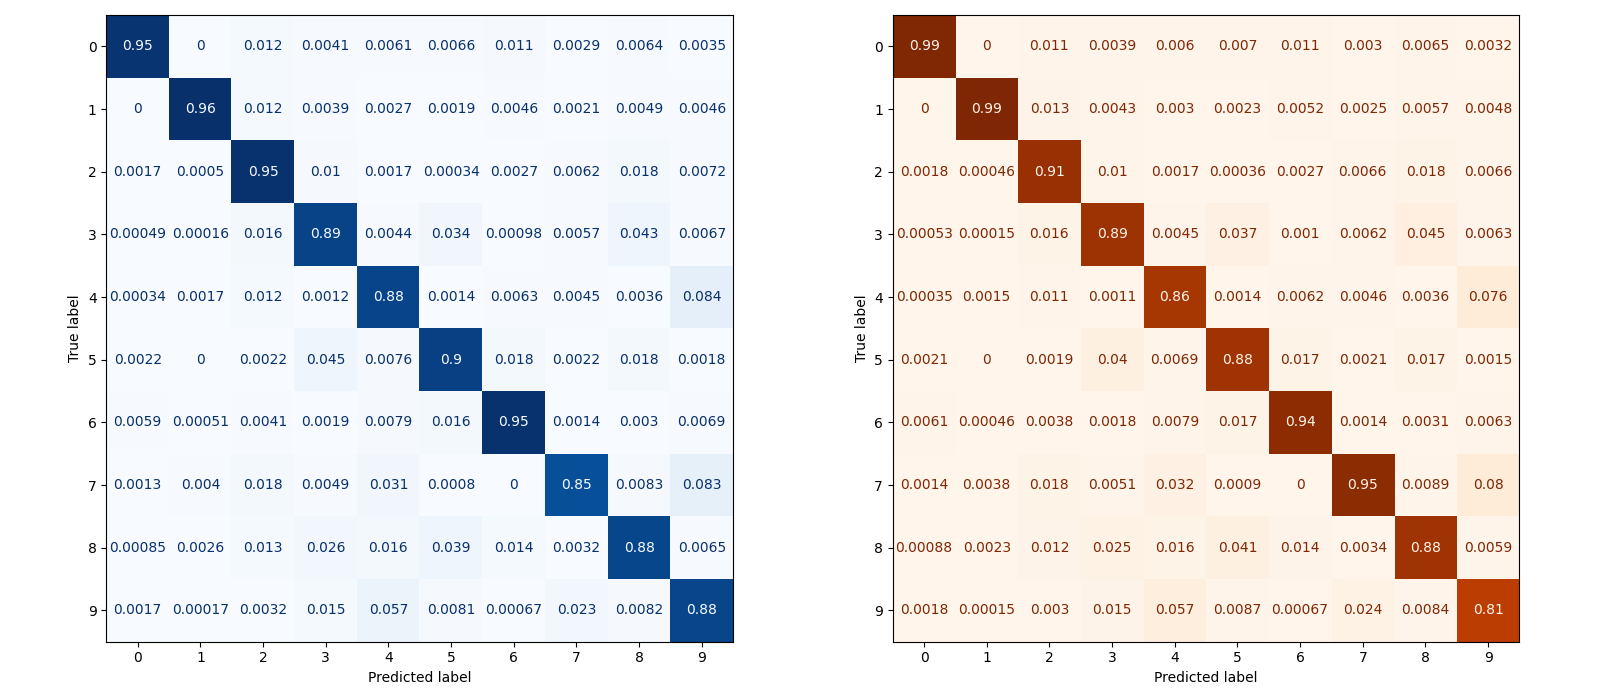 0 0.95 0 0.012 0.0041 0.0061 0.0066 0.011 0.0029 0.0064 0.0035
1 0 0.96 0.012 0.0039 0.0027 0.0019 0.0046 0.0021 0.0049 0.0046
2 0.0017 0.0005 0.95 0.01 0.0017 0.00034 0.0027 0.0062 0.018 0.0072
3 0.00049 0.00016 0.016 0.89 0.0044 0.034 0.00098 0.0057 0.043 0.0067
4 0.00034 0.0017 0.012 0.0012 0.88 0.0014 0.0063 0.0045 0.0036 0.084
True label
5 0.0022 0 0.0022 0.045 0.0076 0.9 0.018 0.0022 0.018 0.0018
6 0.0059 0.00051 0.0041 0.0019 0.0079 0.016 0.95 0.0014 0.003 0.0069
7 0.0013 0.004 0.018 0.0049 0.031 0.0008 0 0.85 0.0083 0.083
8 0.00085 0.0026 0.013 0.026 0.016 0.039 0.014 0.0032 0.88 0.0065
9 0.0017 0.00017 0.0032 0.015 0.057 0.0081 0.00067 0.023 0.0082 0.88
0 1 2 3 4 5 6 7 8 9
Predicted label
0 0.99 0 0.011 0.0039 0.006 0.007 0.011 0.003 0.0065 0.0032
1 0 0.99 0.013 0.0043 0.003 0.0023 0.0052 0.0025 0.0057 0.0048
2 0.0018 0.00046 0.91 0.01 0.0017 0.00036 0.0027 0.0066 0.018 0.0066
3 0.00053 0.00015 0.016 0.89 0.0045 0.037 0.001 0.0062 0.045 0.0063
4 0.00035 0.0015 0.011 0.0011 0.86 0.0014 0.0062 0.0046 0.0036 0.076
True label
5 0.0021 0 0.0019 0.04 0.0069 0.88 0.017 0.0021 0.017 0.0015
6 0.0061 0.00046 0.0038 0.0018 0.0079 0.017 0.94 0.0014 0.0031 0.0063
7 0.0014 0.0038 0.018 0.0051 0.032 0.0009 0 0.95 0.0089 0.08
8 0.00088 0.0023 0.012 0.025 0.016 0.041 0.014 0.0034 0.88 0.0059
9 0.0018 0.00015 0.003 0.015 0.057 0.0087 0.00067 0.024 0.0084 0.81
0 1 2 3 4 5 6 7 8 9
Predicted label